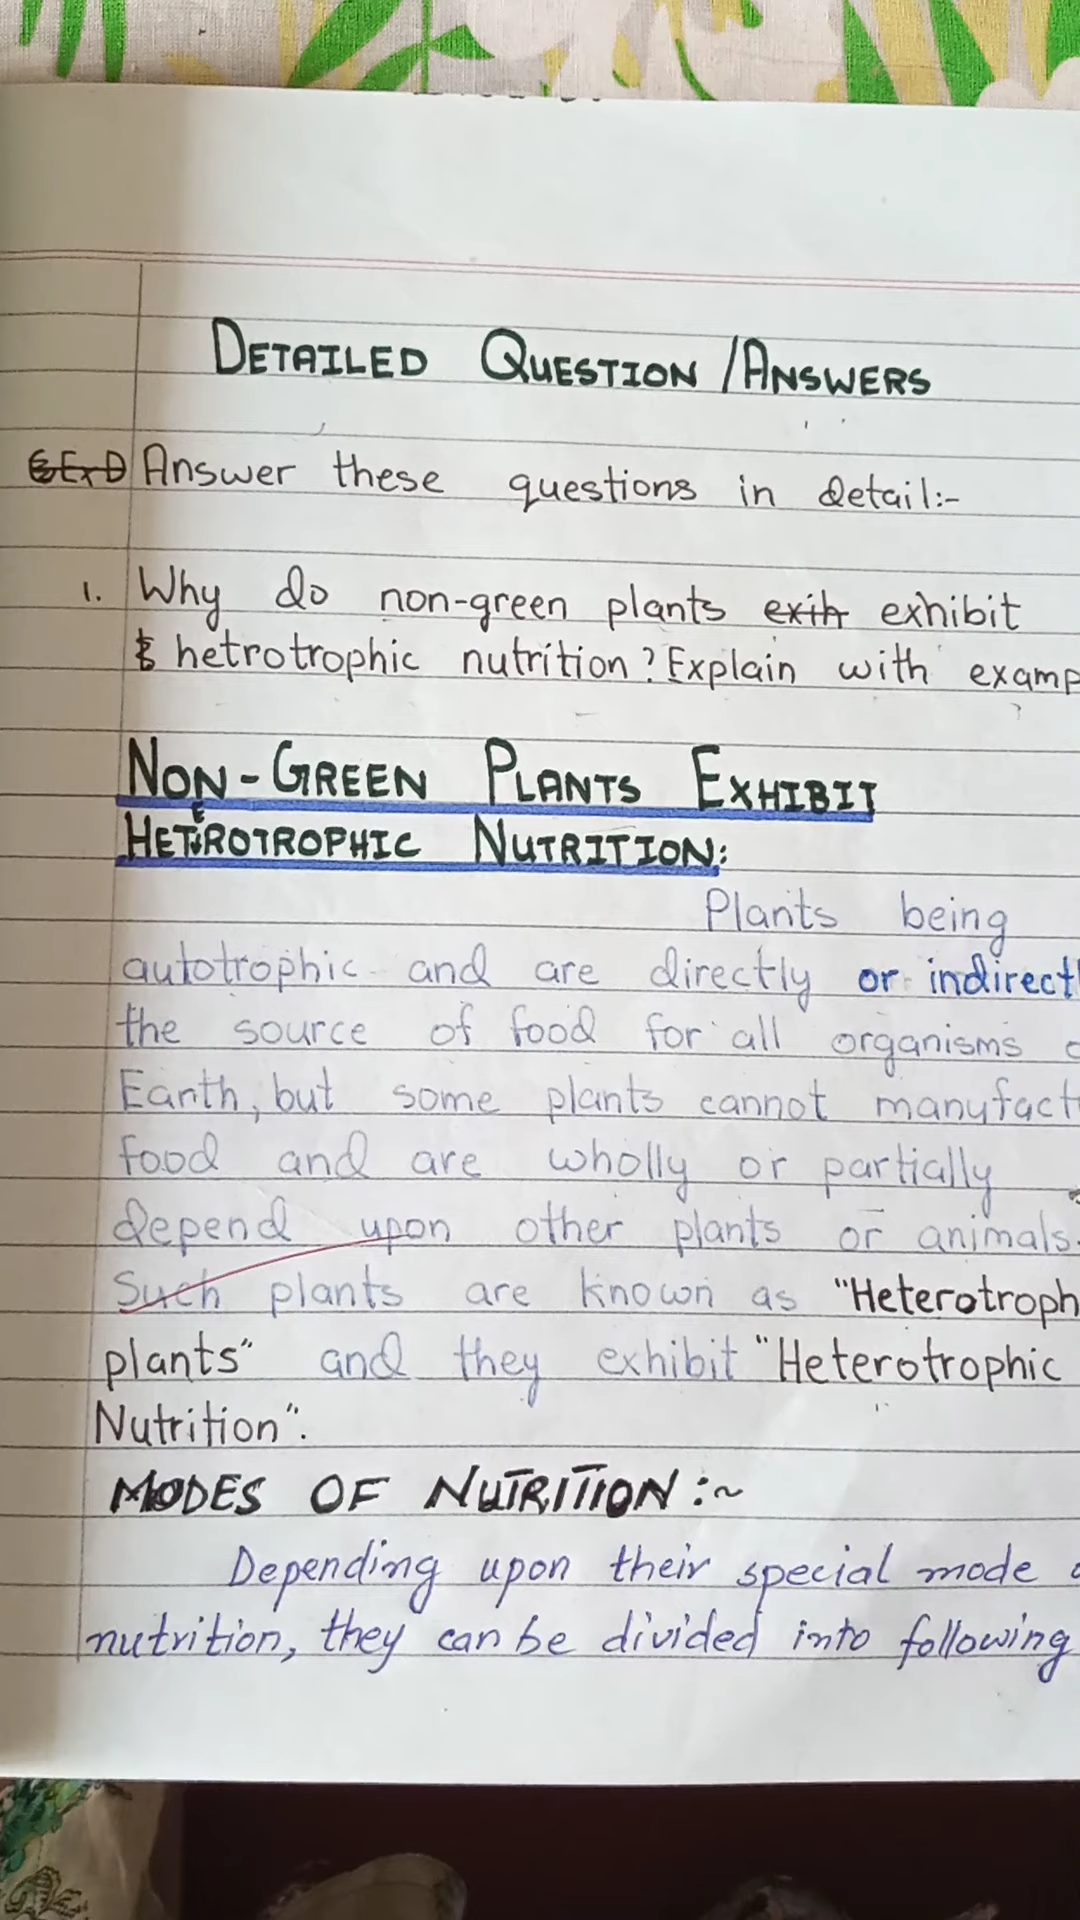 DETAILED QUESTION/ANSWERS
Ex D Answer these questions in detail:-
1. Why do non-green plants exih exhibit
hetrotrophic nutrition? Explain with examp
NON-GREEN PLANTS EXHIBIT
HETEROTROPHIC NUTRITION:
Plants being
autotrophic and are directly or indirectl
the source of food for all organisms
Earth, but some plants cannot manufact
food and are wholly or partially
depend upon other plants or animals.
Such plants are known as "Heterotroph
plants" and they exhibit "Heterotrophic
Nutrition".
MODES OF NUTRITION:~
Depending upon their special mode
nutrition, they can be divided into following